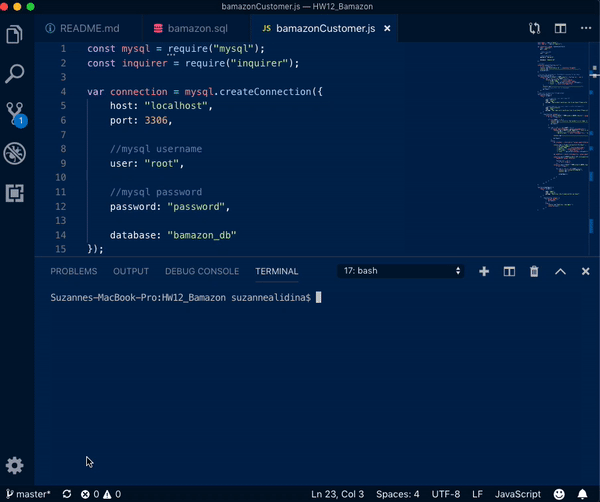 bamazonCustomer.js — HW12_Bamazon
README.md
bamazon.sql
JS bamazonCustomer.js
1 const mysql = require("mysql");
2 const inquirer = require("inquirer");
3
4 var connection = mysql.createConnection({
5 host: "localhost",
6 port: 3306,
7
8 //mysql username
9 user: "root",
10
11 //mysql password
12 password: "password",
13
14 database: "bamazon_db"
15 });
1
PROBLEMS OUTPUT DEBUG CONSOLE TERMINAL 17: bash
Suzannes-MacBook-Pro:HW12_Bamazon suzannealidina$
master* 0 0 Ln 23, Col 3 Spaces: 4 UTF-8 LF JavaScript